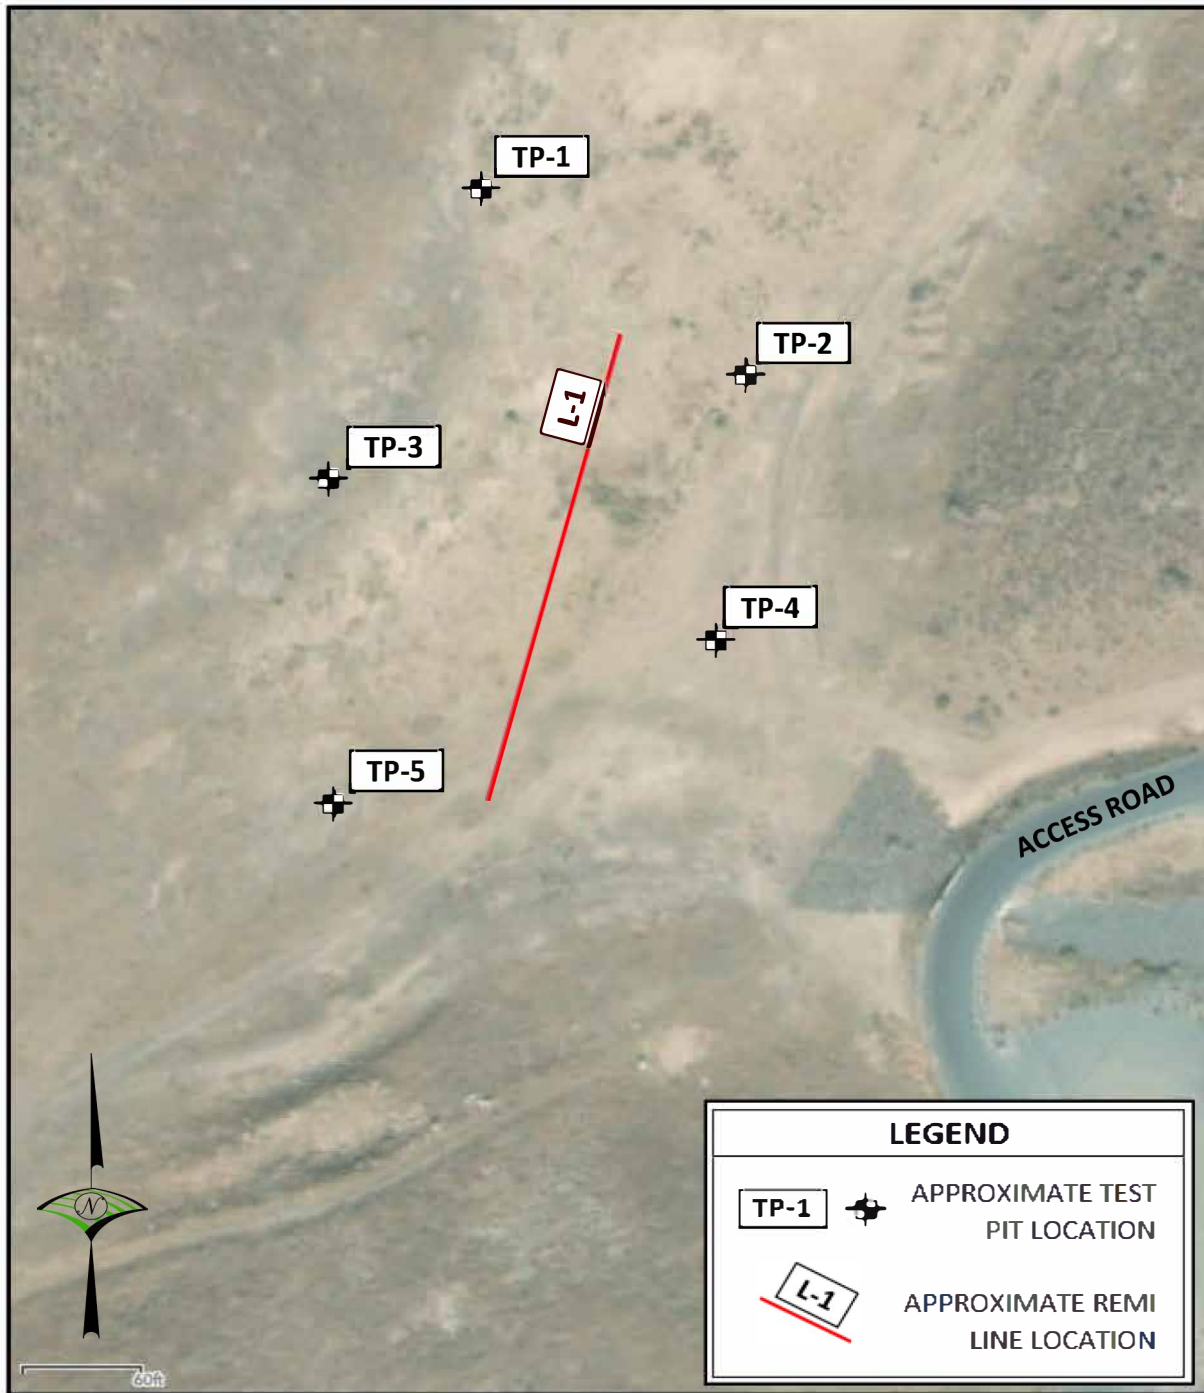 TP-1
TP-2
L-1
TP-3
TP-4
TP-5
ACCESS ROAD
LEGEND
TP-1
APPROXIMATE TEST
PIT LOCATION
L-1
APPROXIMATE REMI
LINE LOCATION
N
60ft